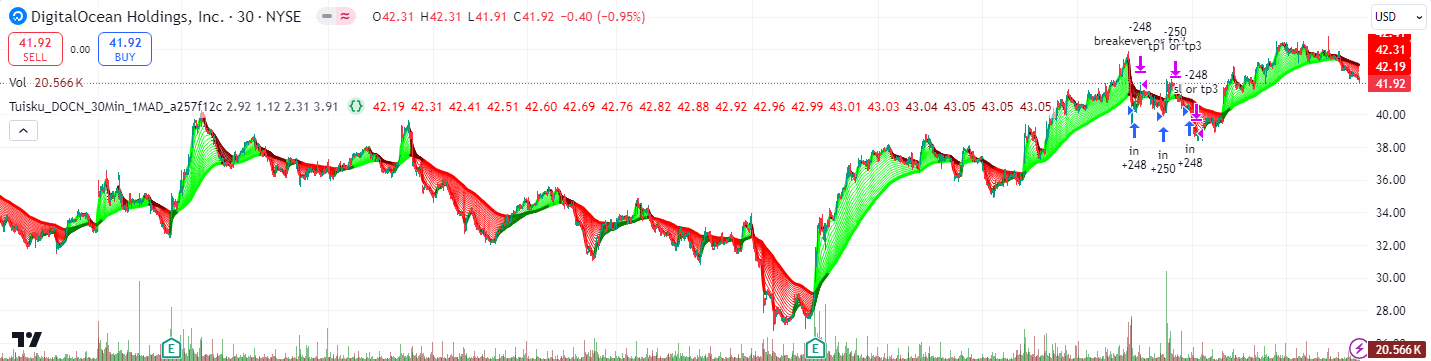 DigitalOcean Holdings, Inc. · 30 · NYSE
O42.31 H42.31 L41.91 C41.92 −0.40 (−0.95%)
USD
41.92
SELL
0.00
41.92
BUY
Vol 20.566 K
Tuisku_DOCN_30Min_1MAD_a257f12c 2.92 1.12 2.31 3.91 {} 42.19 42.31 42.41 42.51 42.60 42.69 42.76 42.82 42.88 42.92 42.96 42.99 43.01 43.03 43.04 43.05 43.05 43.05
-248
breakeven or tp3
-250
tp1 or tp3
-248
sl or tp3
in
+248
in
+250
in
+248
42.31
42.19
41.92
40.00
38.00
36.00
34.00
32.00
30.00
28.00
20.566 K
E
E